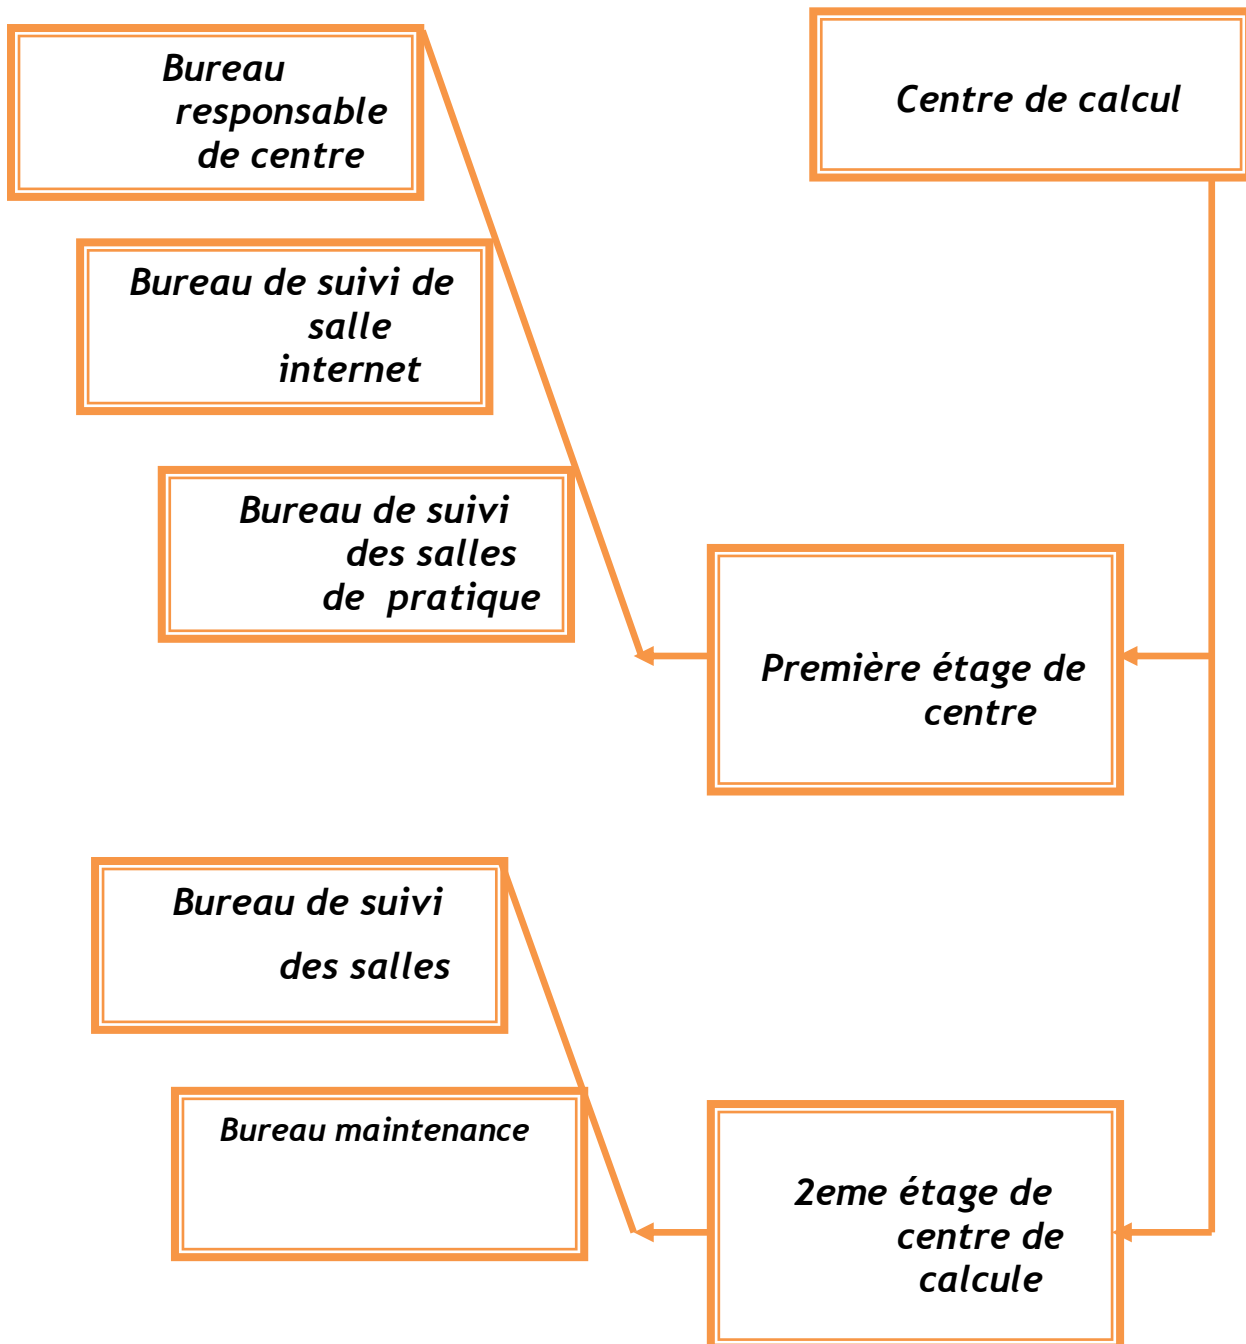 Bureau
responsable
de centre
Centre de calcul
Bureau de suivi de
salle
internet
Bureau de suivi
des salles
de pratique
Première étage de
centre
Bureau de suivi
des salles
Bureau maintenance
2eme étage de
centre de
calcule